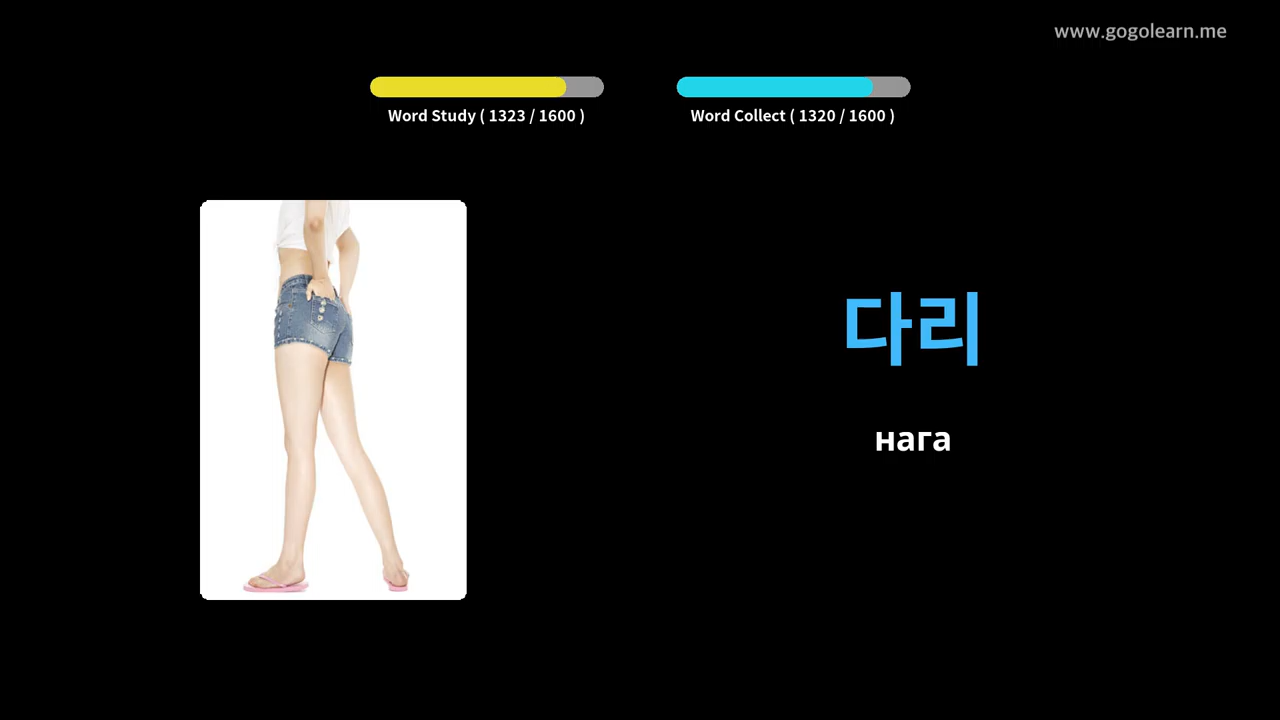 www.gogolearn.me
Word Study ( 1323 / 1600 )
Word Collect ( 1320 / 1600 )
다리
нага